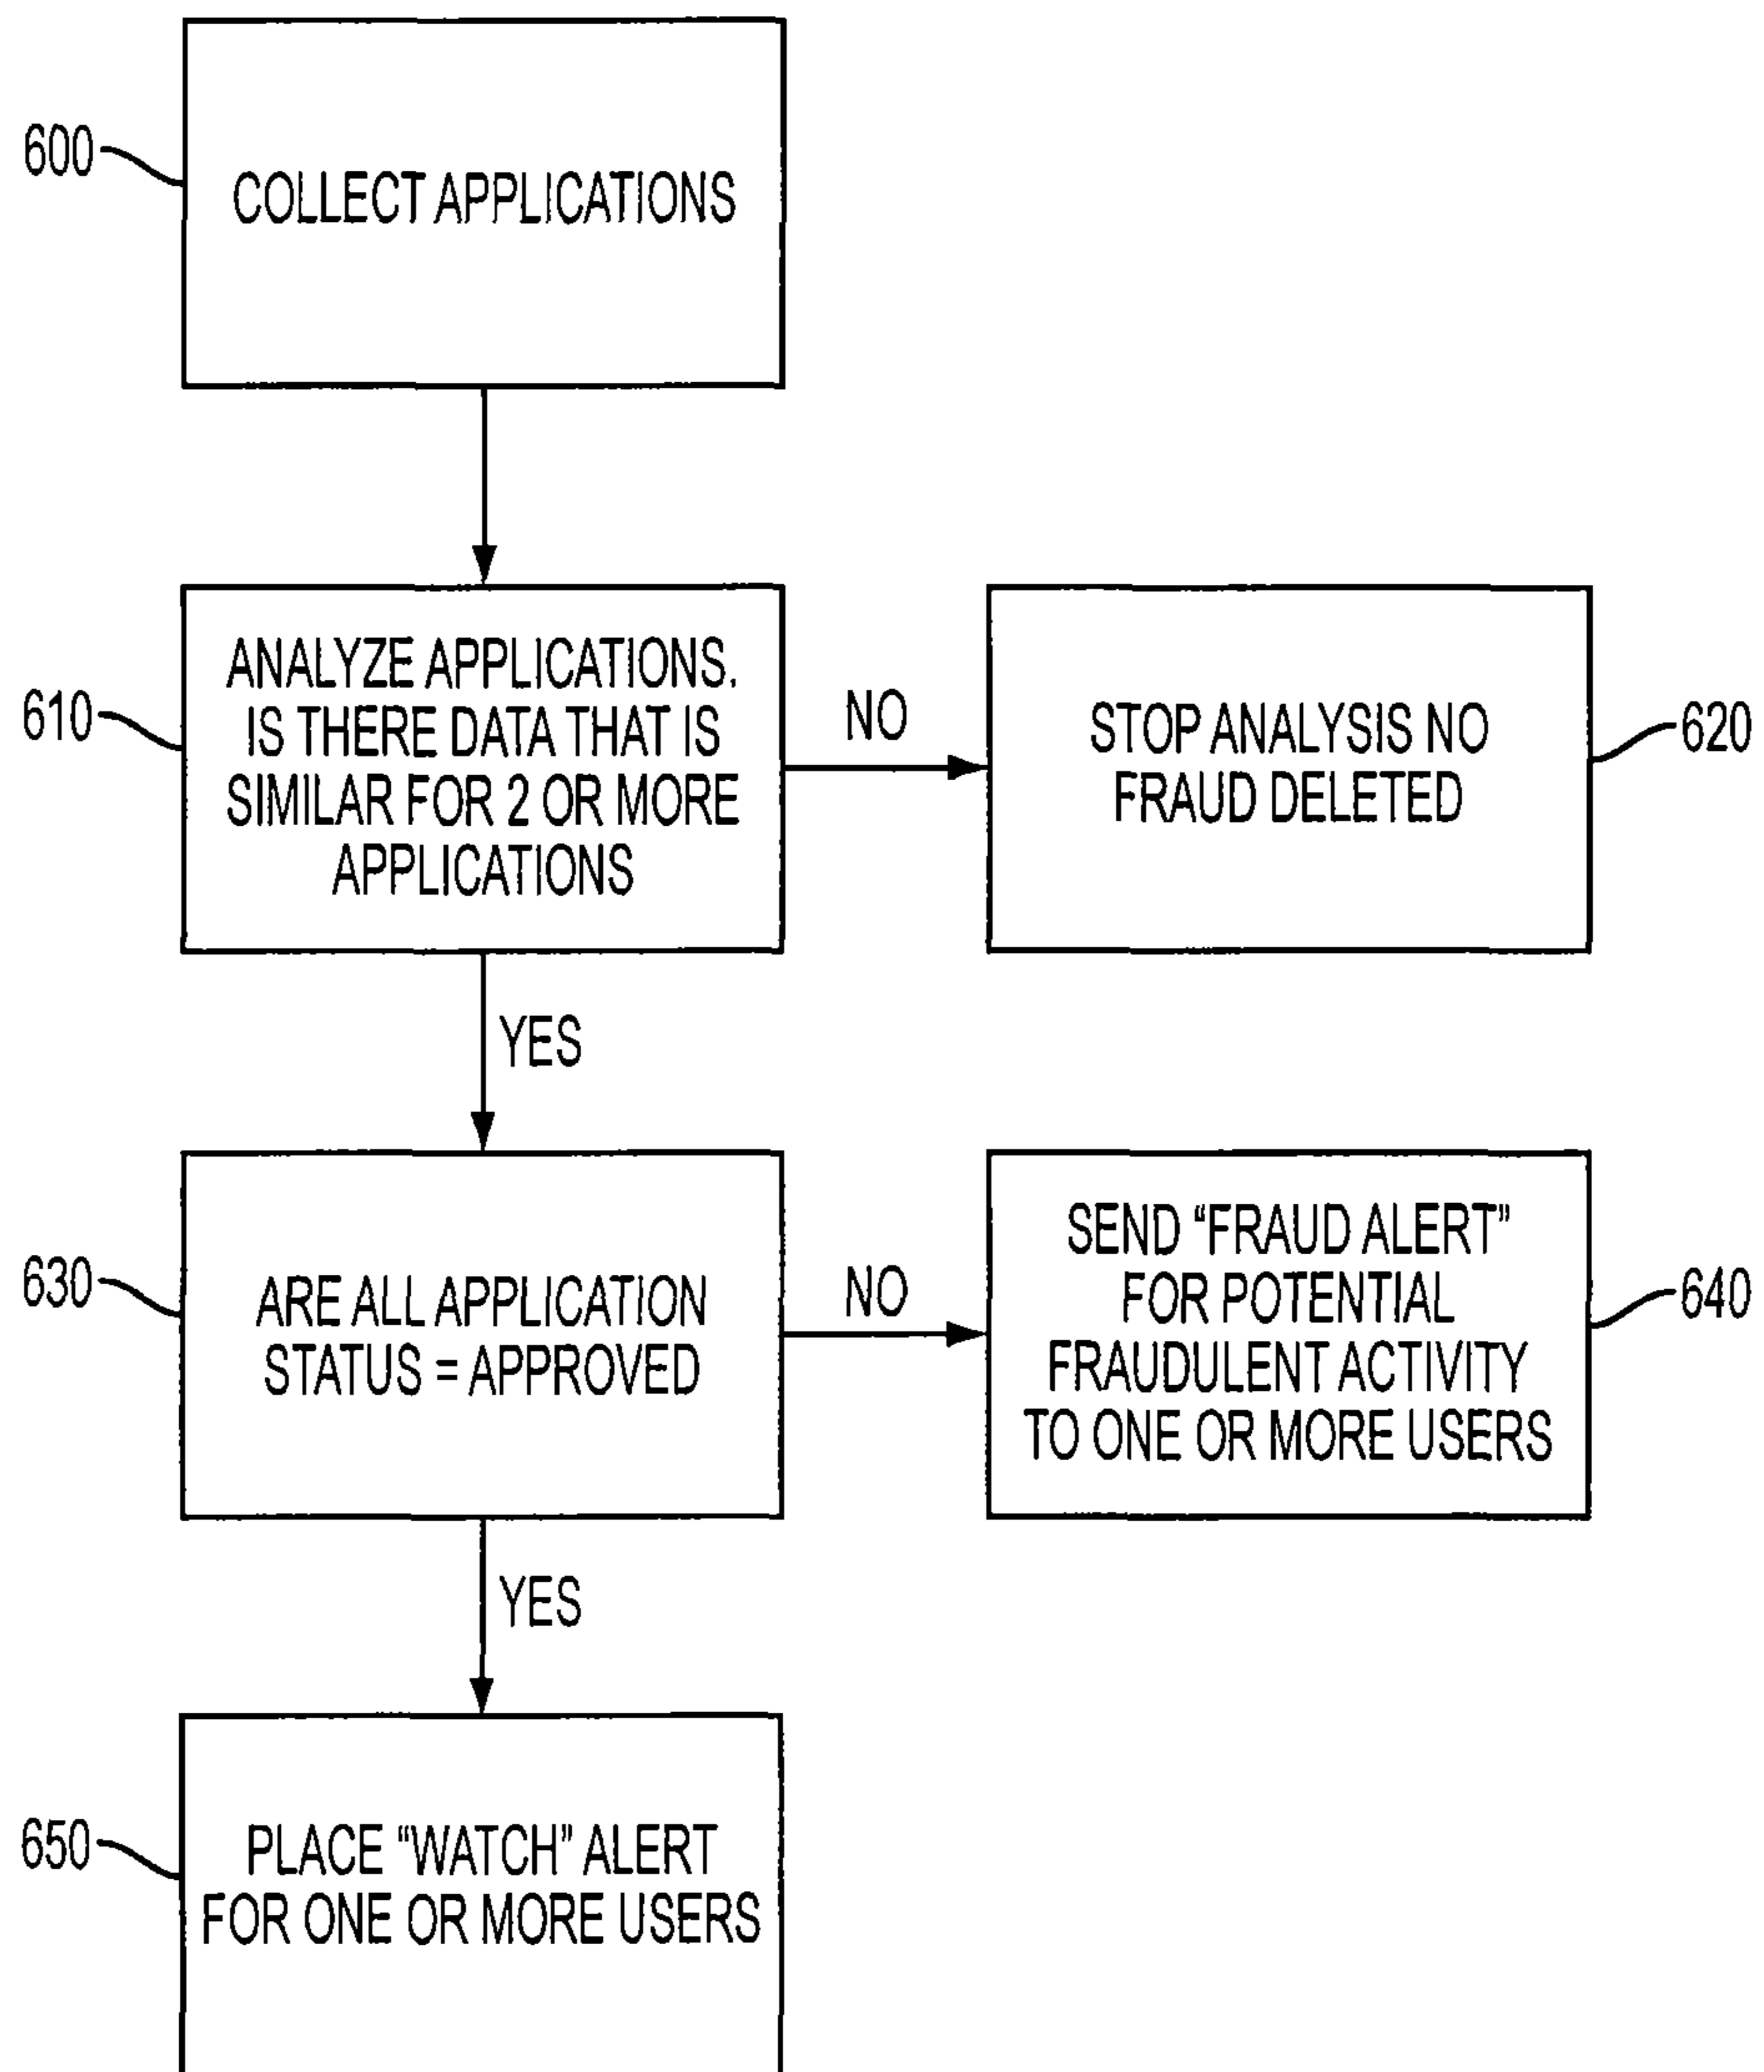 600
COLLECT APPLICATIONS
610
ANALYZE APPLICATIONS.
IS THERE DATA THAT IS
SIMILAR FOR 2 OR MORE
APPLICATIONS
NO
STOP ANALYSIS NO
FRAUD DELETED
620
YES
630
ARE ALL APPLICATION
STATUS = APPROVED
NO
SEND “FRAUD ALERT”
FOR POTENTIAL
FRAUDULENT ACTIVITY
TO ONE OR MORE USERS
640
YES
650
PLACE “WATCH” ALERT
FOR ONE OR MORE USERS